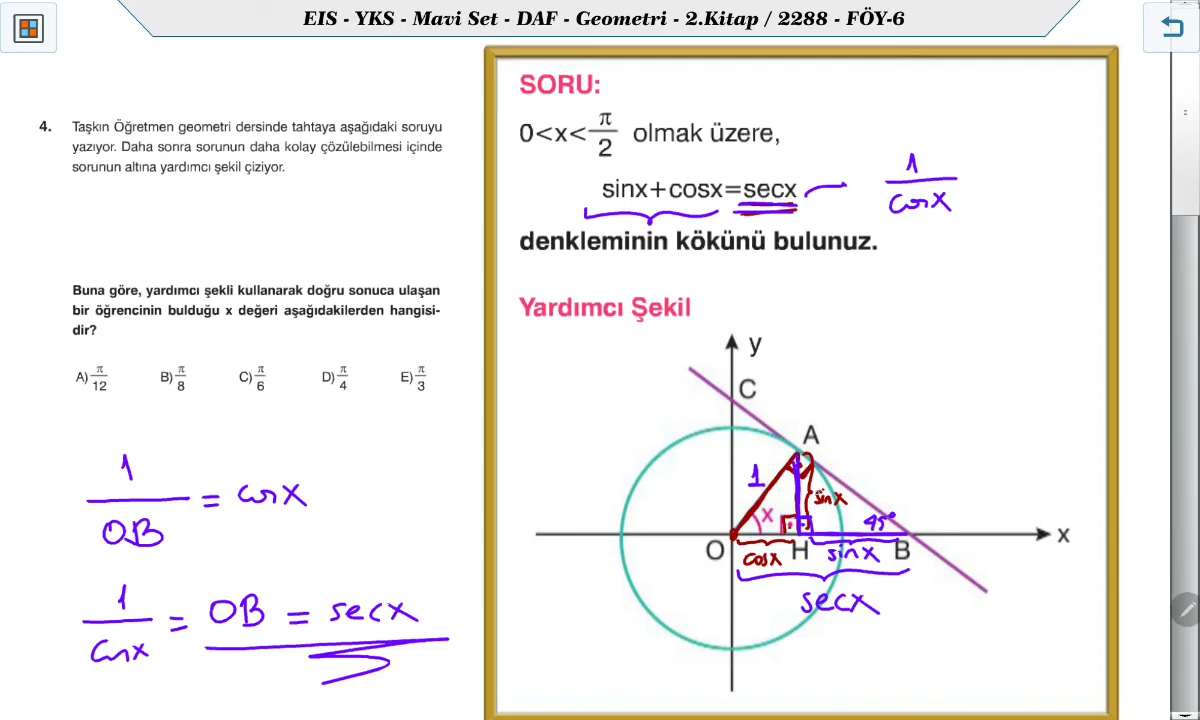 EIS - YKS - Mavi Set - DAF - Geometri - 2.Kitap / 2288 - FÖY-6
4. Taşkın Öğretmen geometri dersinde tahtaya aşağıdaki soruyu
yazıyor. Daha sonra sorunun daha kolay çözülebilmesi içinde
sorunun altına yardımcı şekil çiziyor.
Buna göre, yardımcı şekli kullanarak doğru sonuca ulaşan
bir öğrencinin bulduğu x değeri aşağıdakilerden hangisi-
dir?
A) π/12 B) π/8 C) π/6 D) π/4 E) π/3
1/OB = cosx
1/cosx = OB = secx
SORU:
0<x<π/2 olmak üzere,
sinx+cosx=secx 1/cosx
denkleminin kökünü bulunuz.
Yardımcı Şekil
y
C
A
1
sinx
x
45°
x
O
H
B
cosx
sinx
secx